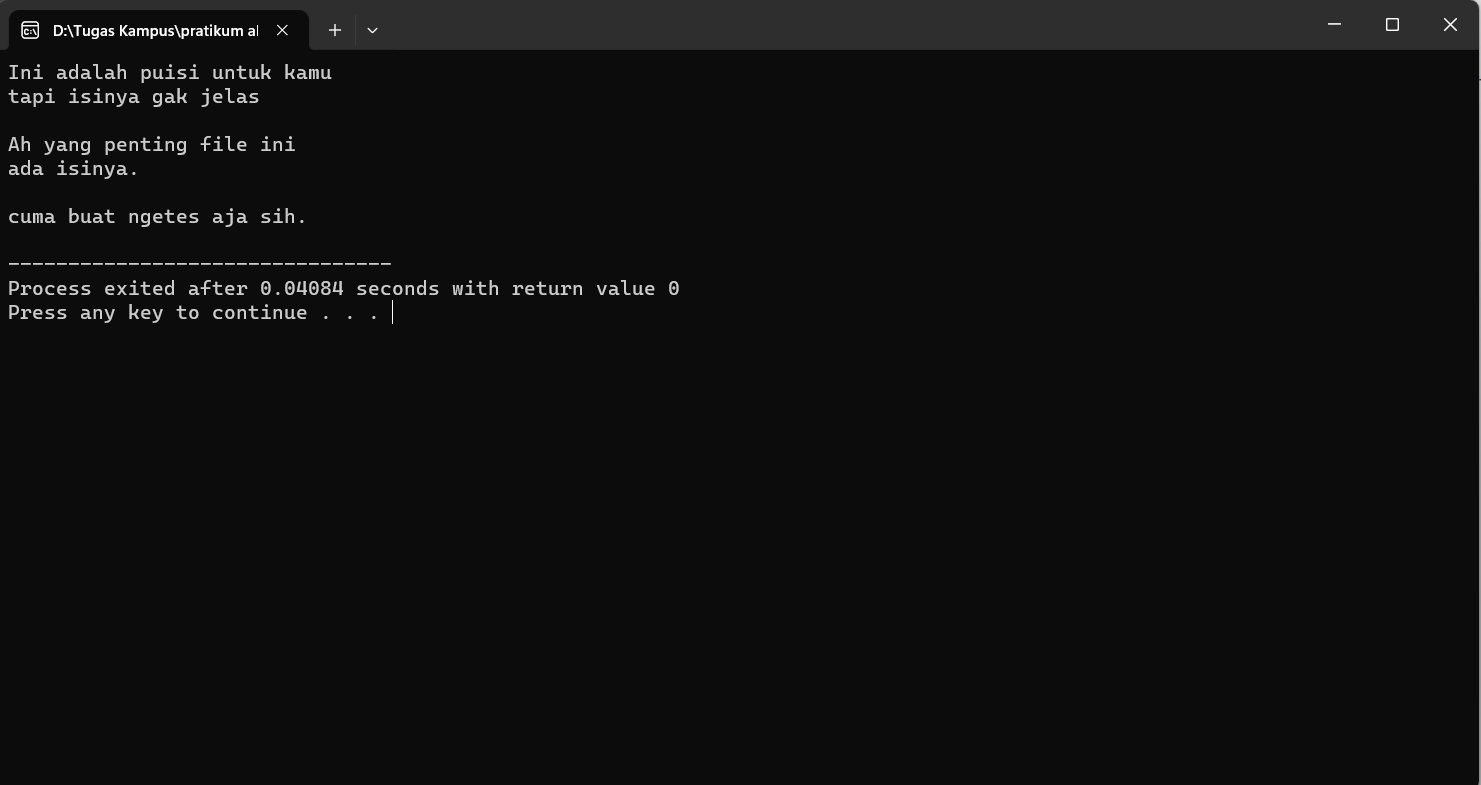 D:\Tugas Kampus\pratikum al
Ini adalah puisi untuk kamu
tapi isinya gak jelas
Ah yang penting file ini
ada isinya.
cuma buat ngetes aja sih.
--------------------------------
Process exited after 0.04084 seconds with return value 0
Press any key to continue . . .